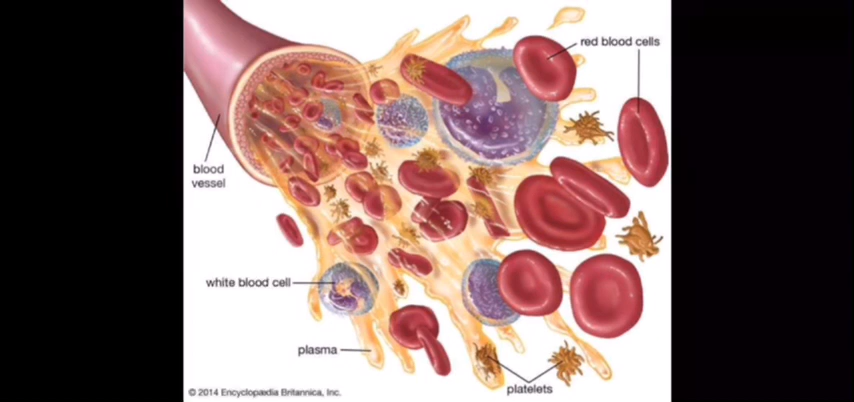 red blood cells
blood
vessel
white blood cell
plasma
platelets
© 2014 Encyclopædia Britannica, Inc.